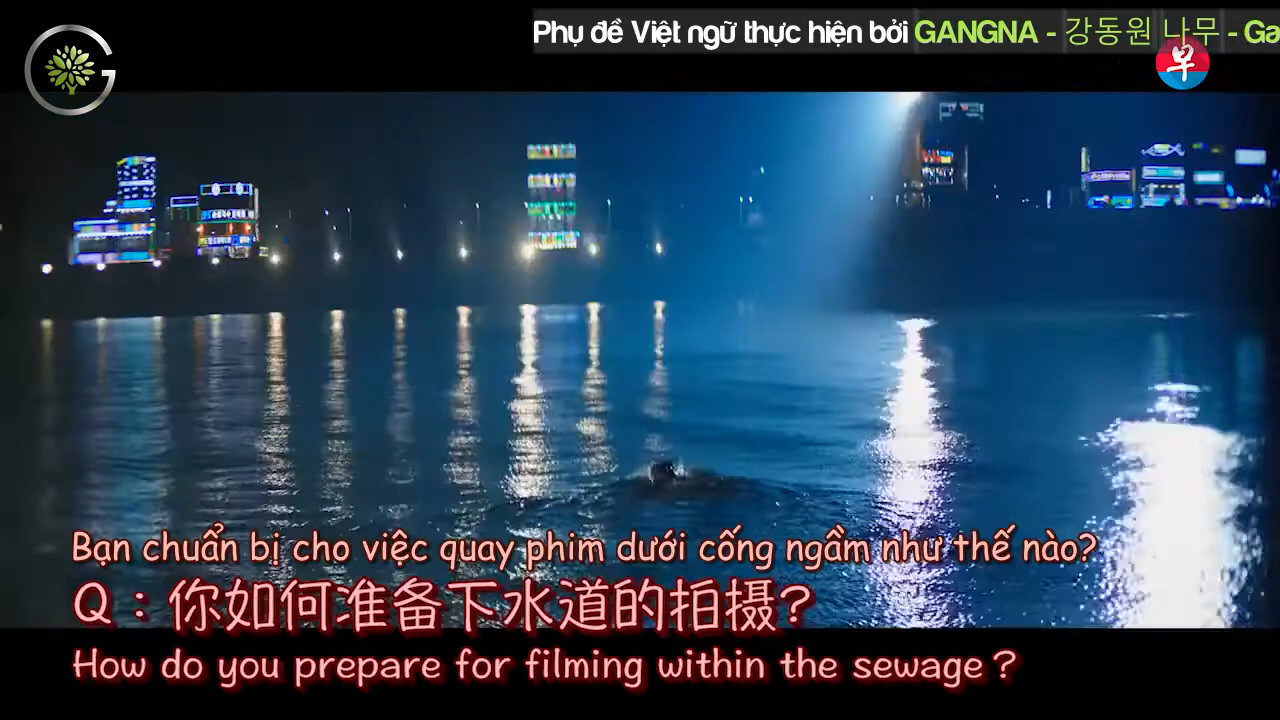 Phụ đề Việt ngữ thực hiện bởi GANGNA - 강동원 나무 - Ga
早
Bạn chuẩn bị cho việc quay phim dưới cống ngầm như thế nào?
Q：你如何准备下水道的拍摄?
How do you prepare for filming within the sewage？